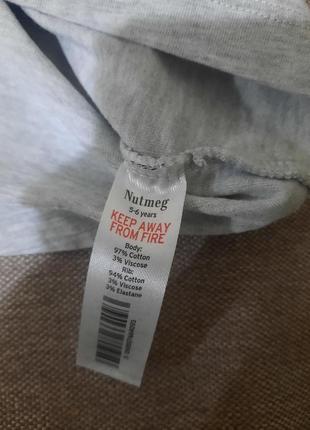 Nutmeg
5-6 years
KEEP AWAY
FROM FIRE
Body:
97% Cotton
3% Viscose
Rib:
94% Cotton
3% Viscose
3% Elastane